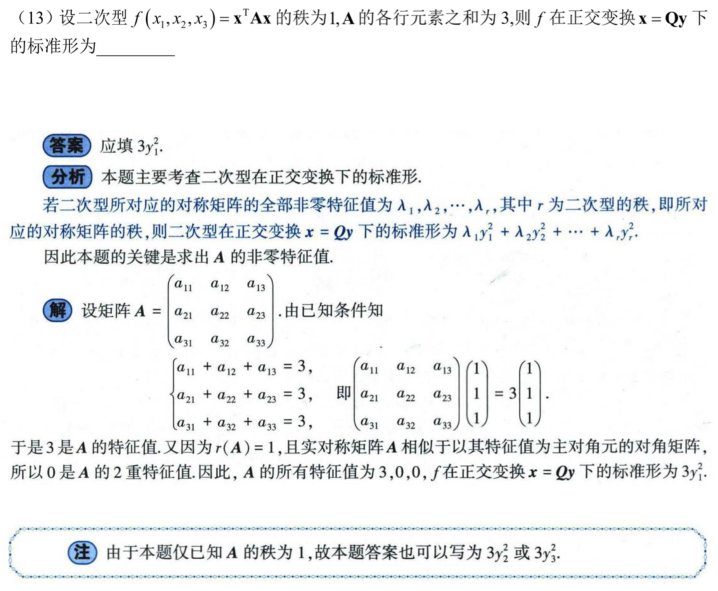 （13）设二次型 f(x₁,x₂,x₃)=xᵀAx 的秩为1,A 的各行元素之和为 3,则 f 在正交变换 x=Qy 下
的标准形为_________
答案 应填 3y₁².
分析 本题主要考查二次型在正交变换下的标准形.
若二次型所对应的对称矩阵的全部非零特征值为 λ₁,λ₂,⋯,λᵣ,其中 r 为二次型的秩,即所对
应的对称矩阵的秩,则二次型在正交变换 x = Qy 下的标准形为 λ₁y₁² + λ₂y₂² + ⋯ + λᵣyᵣ².
因此本题的关键是求出 A 的非零特征值.
解 设矩阵 A = (a₁₁ a₁₂ a₁₃; a₂₁ a₂₂ a₂₃; a₃₁ a₃₂ a₃₃).由已知条件知
{a₁₁ + a₁₂ + a₁₃ = 3, a₂₁ + a₂₂ + a₂₃ = 3, a₃₁ + a₃₂ + a₃₃ = 3, 即 (a₁₁ a₁₂ a₁₃; a₂₁ a₂₂ a₂₃; a₃₁ a₃₂ a₃₃)(1; 1; 1) = 3(1; 1; 1).
于是 3 是 A 的特征值.又因为 r(A) = 1,且实对称矩阵 A 相似于以其特征值为主对角元的对角矩阵,
所以 0 是 A 的 2 重特征值.因此, A 的所有特征值为 3,0,0, f 在正交变换 x = Qy 下的标准形为 3y₁².
注 由于本题仅已知 A 的秩为 1,故本题答案也可以写为 3y₂² 或 3y₃².